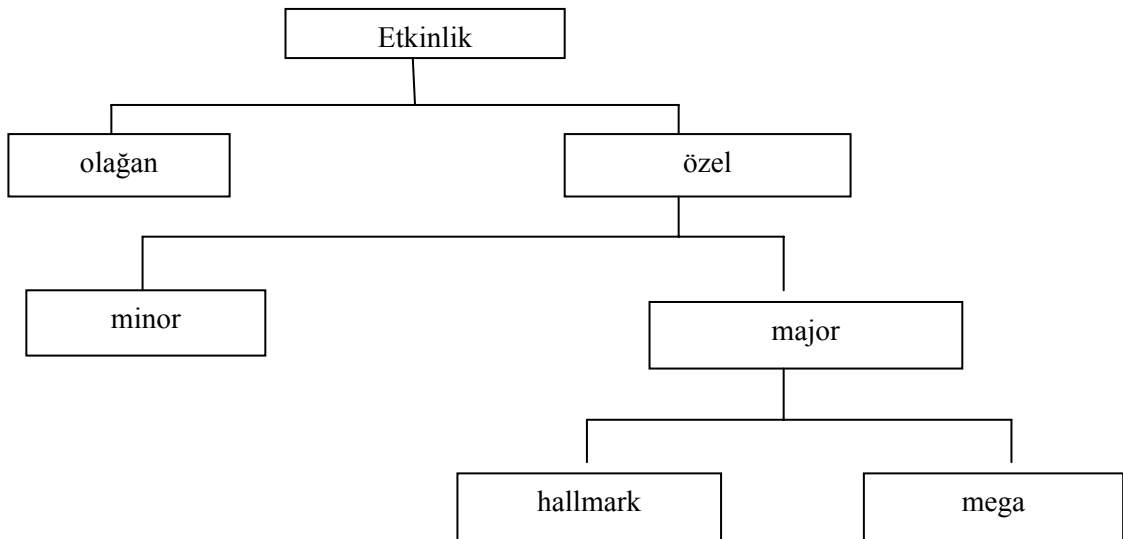 Etkinlik
olağan
özel
minor
major
hallmark
mega